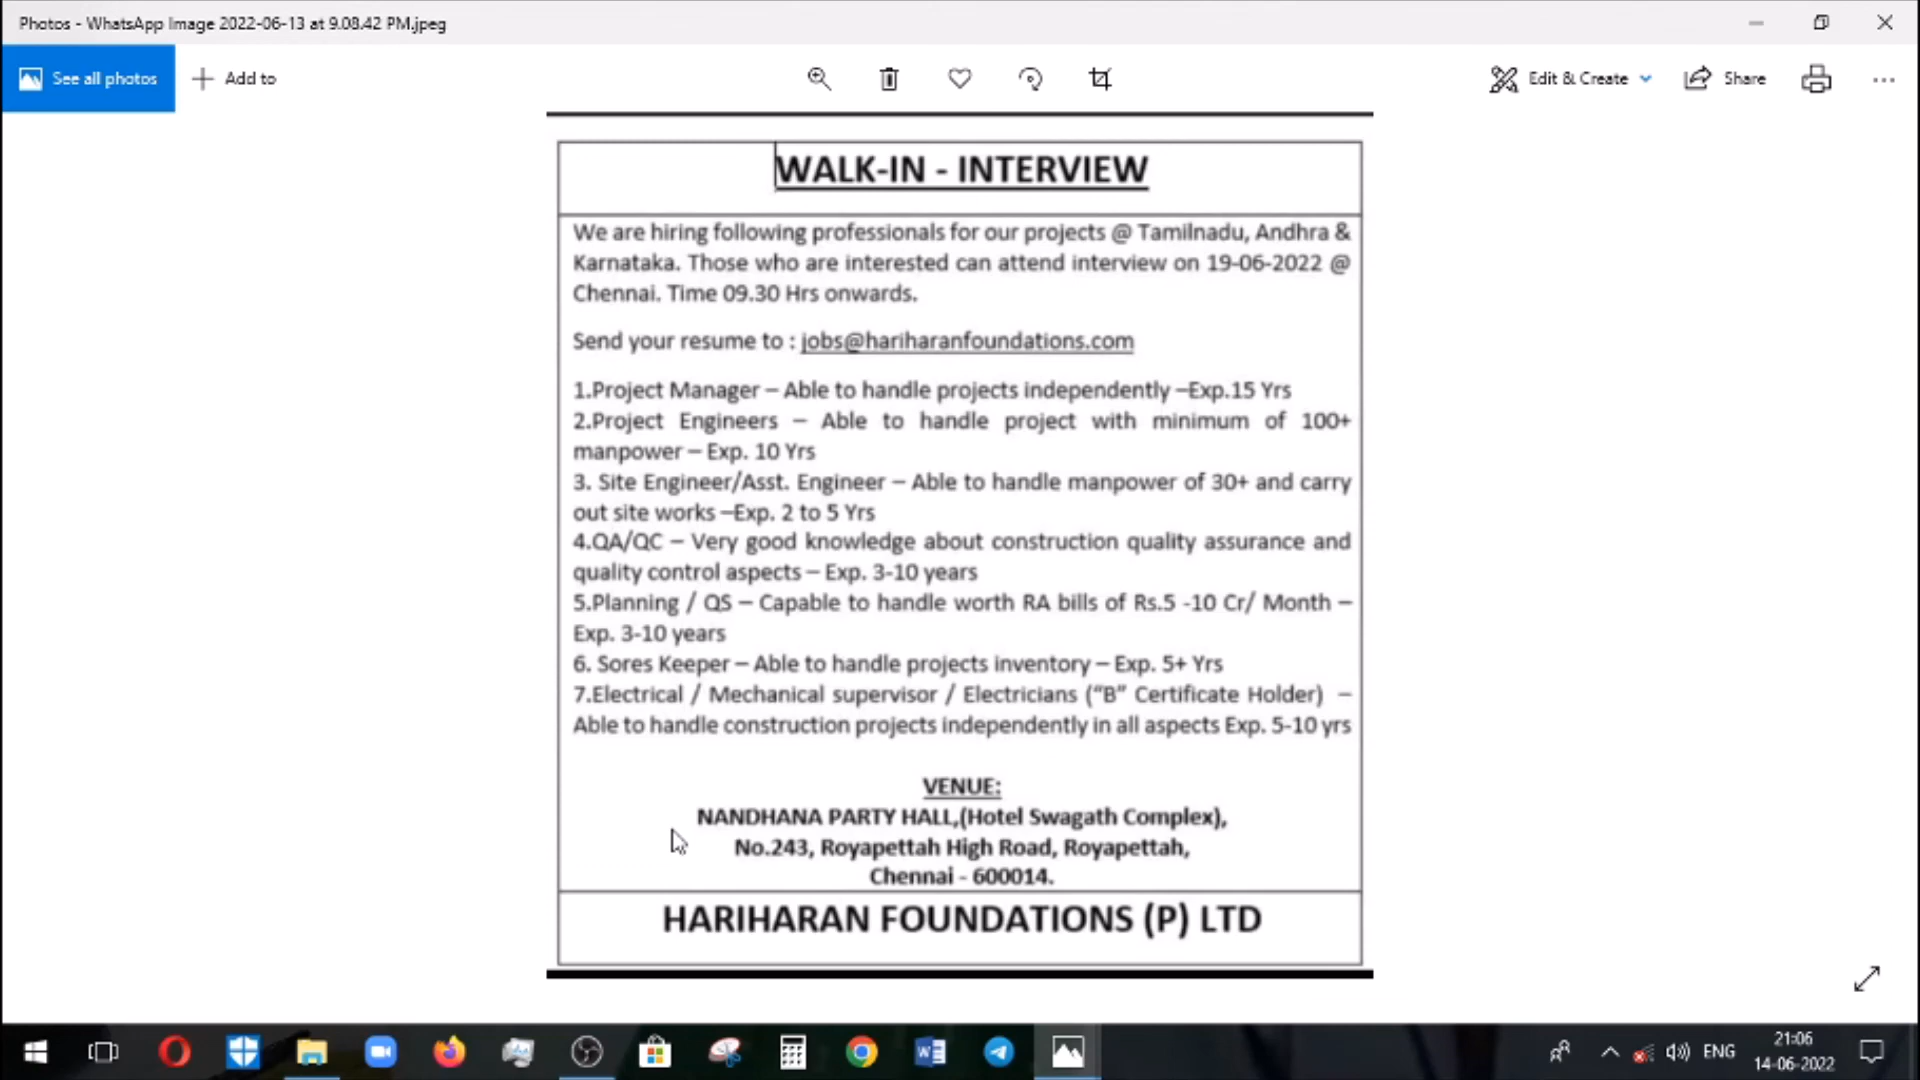 Photos - WhatsApp Image 2022-06-13 at 9.08.42 PM.jpeg
See all photos
Add to
Edit & Create
Share
WALK-IN - INTERVIEW
We are hiring following professionals for our projects @ Tamilnadu, Andhra &
Karnataka. Those who are interested can attend interview on 19-06-2022 @
Chennai. Time 09.30 Hrs onwards.
Send your resume to : jobs@hariharanfoundations.com
1.Project Manager – Able to handle projects independently –Exp.15 Yrs
2.Project Engineers – Able to handle project with minimum of 100+
manpower – Exp. 10 Yrs
3. Site Engineer/Asst. Engineer – Able to handle manpower of 30+ and carry
out site works –Exp. 2 to 5 Yrs
4.QA/QC – Very good knowledge about construction quality assurance and
quality control aspects – Exp. 3-10 years
5.Planning / QS – Capable to handle worth RA bills of Rs.5 -10 Cr/ Month –
Exp. 3-10 years
6. Sores Keeper – Able to handle projects inventory – Exp. 5+ Yrs
7.Electrical / Mechanical supervisor / Electricians (“B” Certificate Holder) –
Able to handle construction projects independently in all aspects Exp. 5-10 yrs
VENUE:
NANDHANA PARTY HALL,(Hotel Swagath Complex),
No.243, Royapettah High Road, Royapettah,
Chennai - 600014.
HARIHARAN FOUNDATIONS (P) LTD
ENG
21:06
14-06-2022